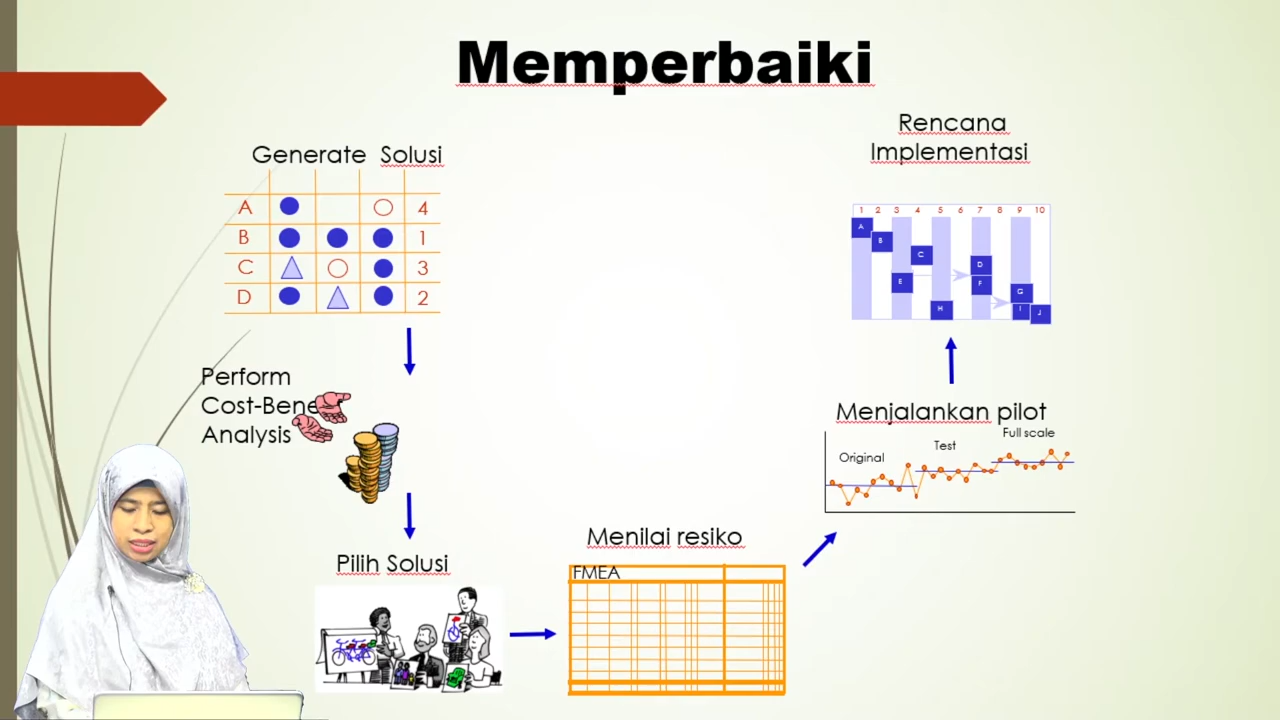 Memperbaiki
Generate Solusi
A 4
B 1
C 3
D 2
Perform
Cost-Bene
Analysis
Pilih Solusi
Menilai resiko
FMEA
Menjalankan pilot
Original
Test
Full scale
Rencana
Implementasi
1 2 3 4 5 6 7 8 9 10
A
B
C
D
E
F
G
H
I
J